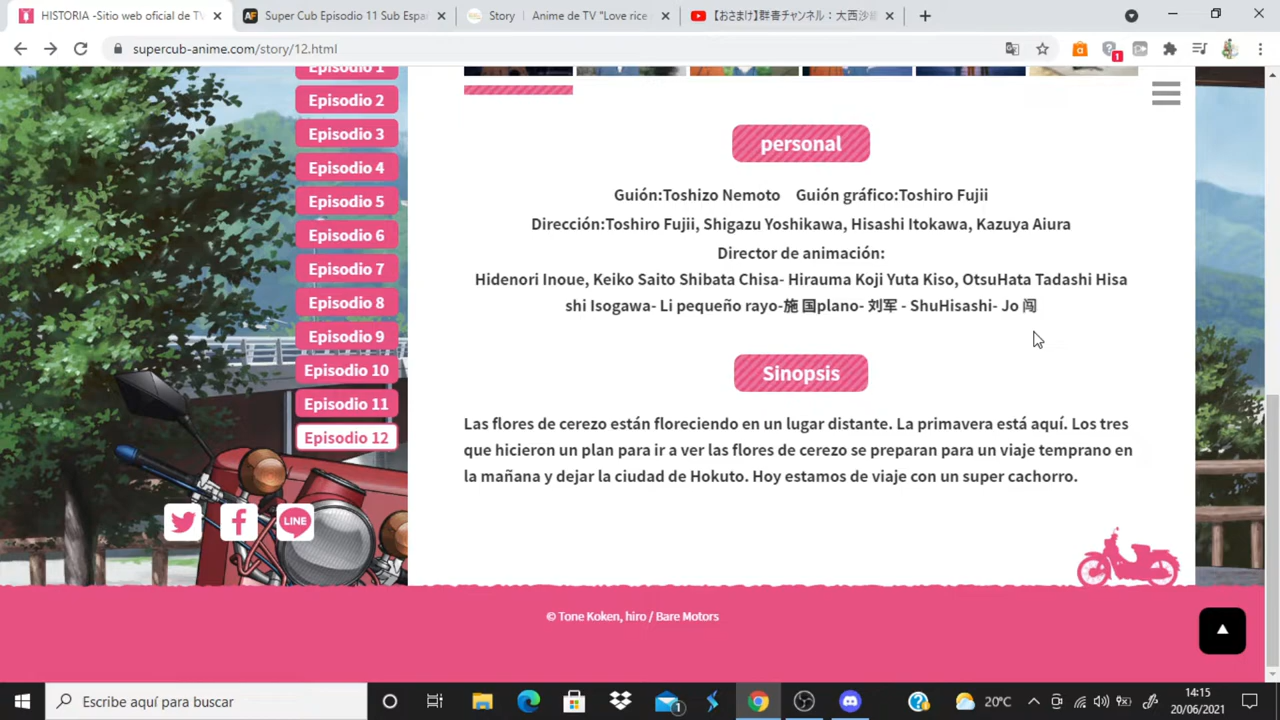 HISTORIA -Sitio web oficial de TV
Super Cub Episodio 11 Sub Espa
Story
Anime de TV "Love rice
【おさまけ】群青チャンネル：大西沙織
supercub-anime.com/story/12.html
1
Episodio 1
Episodio 2
Episodio 3
Episodio 4
Episodio 5
Episodio 6
Episodio 7
Episodio 8
Episodio 9
Episodio 10
Episodio 11
Episodio 12
LINE
personal
Guión:Toshizo Nemoto Guión gráfico:Toshiro Fujii
Dirección:Toshiro Fujii, Shigazu Yoshikawa, Hisashi Itokawa, Kazuya Aiura
Director de animación:
Hidenori Inoue, Keiko Saito Shibata Chisa- Hirauma Koji Yuta Kiso, OtsuHata Tadashi Hisa
shi Isogawa- Li pequeño rayo-施 国plano- 刘军 - ShuHisashi- Jo 闯
Sinopsis
Las flores de cerezo están floreciendo en un lugar distante. La primavera está aquí. Los tres
que hicieron un plan para ir a ver las flores de cerezo se preparan para un viaje temprano en
la mañana y dejar la ciudad de Hokuto. Hoy estamos de viaje con un super cachorro.
© Tone Koken, hiro / Bare Motors
Escribe aquí para buscar
1
20°C
14:15
20/06/2021